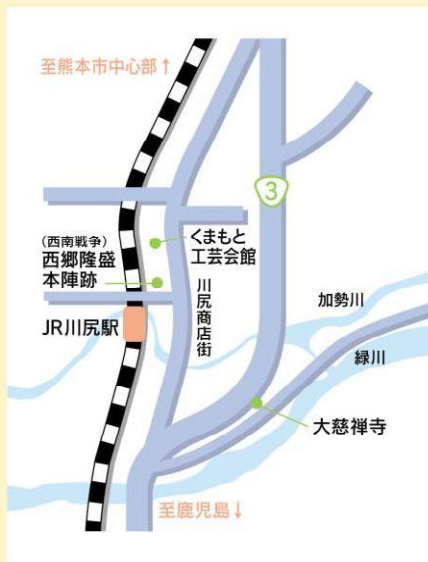 至熊本市中心部↑
3
(西南戦争)
西郷隆盛
本陣跡
くまもと
工芸会館
川尻商店街
JR川尻駅
加勢川
緑川
大慈禅寺
至鹿児島↓